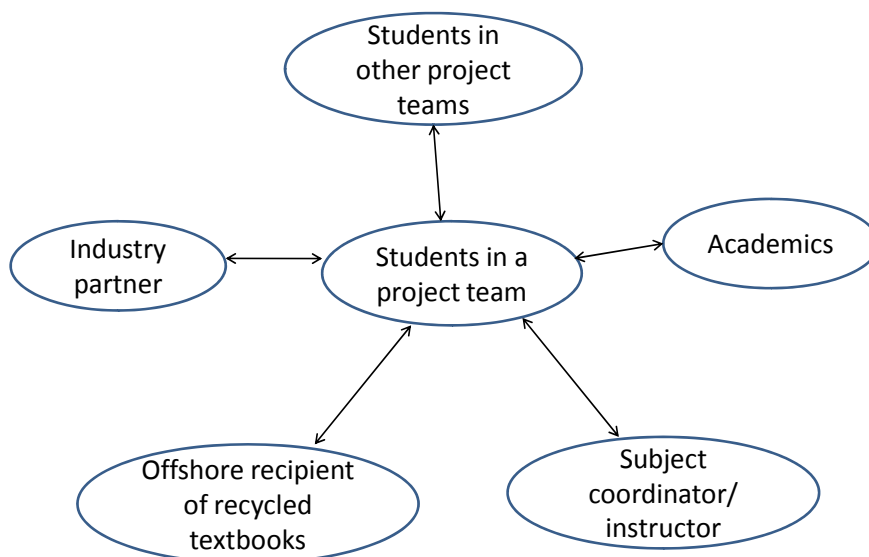 Students in
other project
teams
Industry
partner
Students in a
project team
Academics
Offshore recipient
of recycled
textbooks
Subject
coordinator/
instructor